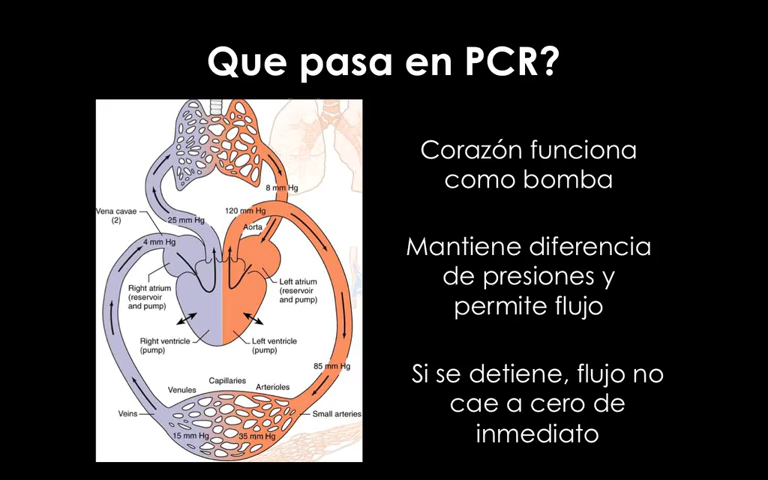 Que pasa en PCR?
8 mm Hg
120 mm Hg
Aorta
25 mm Hg
Vena cavae
(2)
4 mm Hg
Right atrium
(reservoir
and pump)
Left atrium
(reservoir
and pump)
Right ventricle
(pump)
Left ventricle
(pump)
85 mm Hg
Capillaries
Venules
Arterioles
Veins
Small arteries
15 mm Hg
35 mm Hg
Corazón funciona
como bomba
Mantiene diferencia
de presiones y
permite flujo
Si se detiene, flujo no
cae a cero de
inmediato